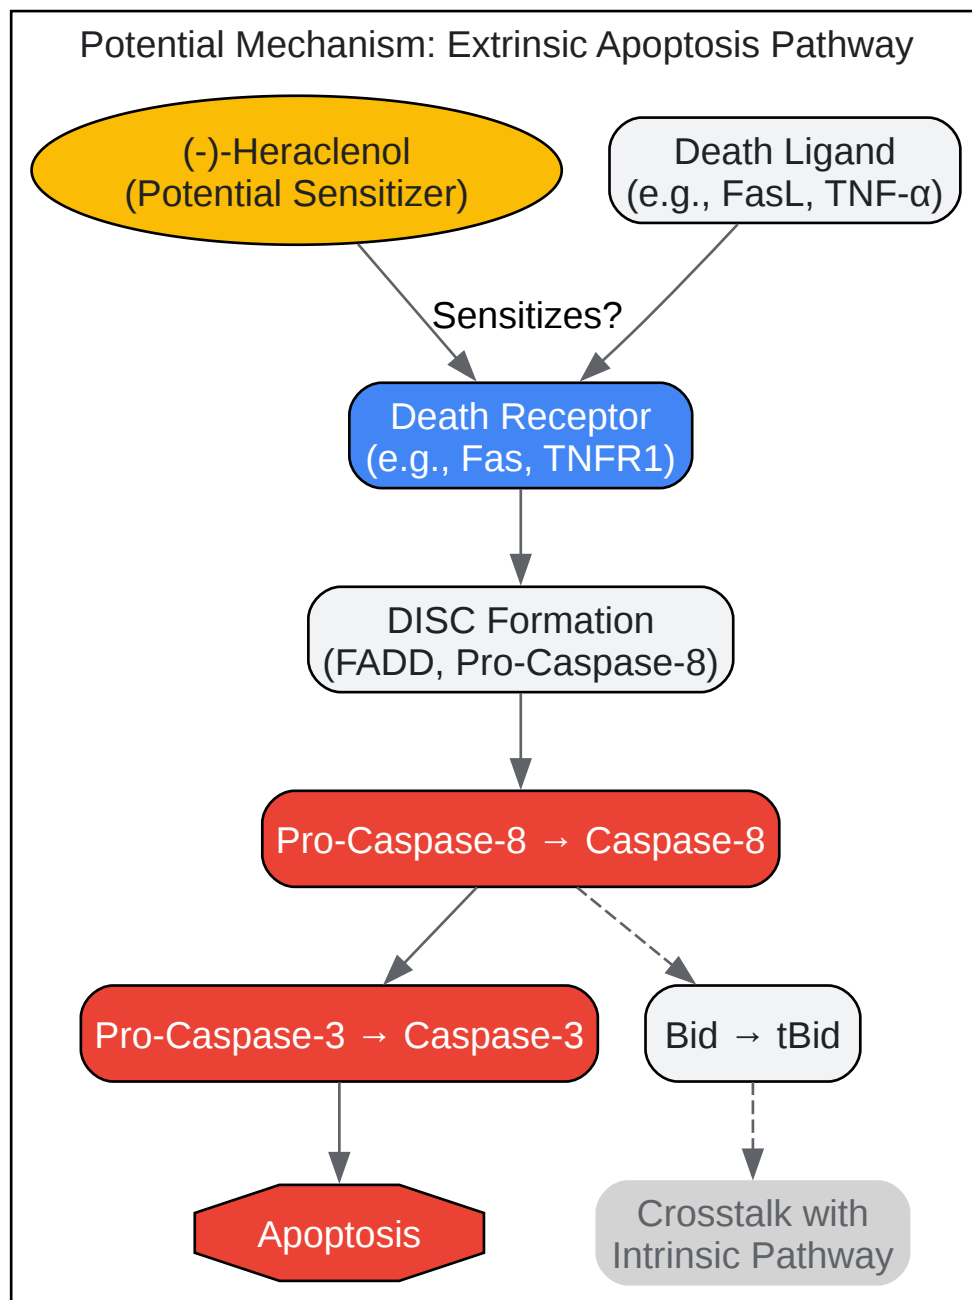 Potential Mechanism: Extrinsic Apoptosis Pathway
(-)-Heraclenol
(Potential Sensitizer)
Death Ligand
(e.g., FasL, TNF-α)
Sensitizes?
Death Receptor
(e.g., Fas, TNFR1)
DISC Formation
(FADD, Pro-Caspase-8)
Pro-Caspase-8 → Caspase-8
Pro-Caspase-3 → Caspase-3
Bid → tBid
Apoptosis
Crosstalk with
Intrinsic Pathway